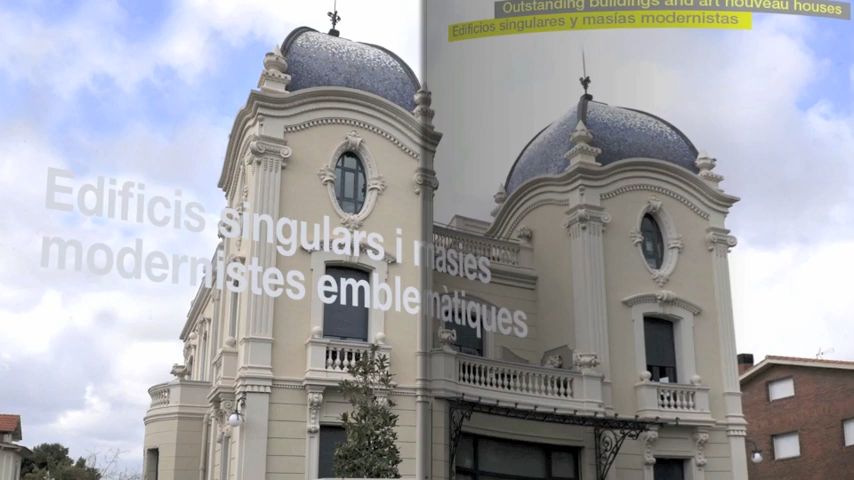 Outstanding buildings and art nouveau houses
Edificios singulares y masías modernistas
Edificis singulars i masies
modernistes emblemàtiques